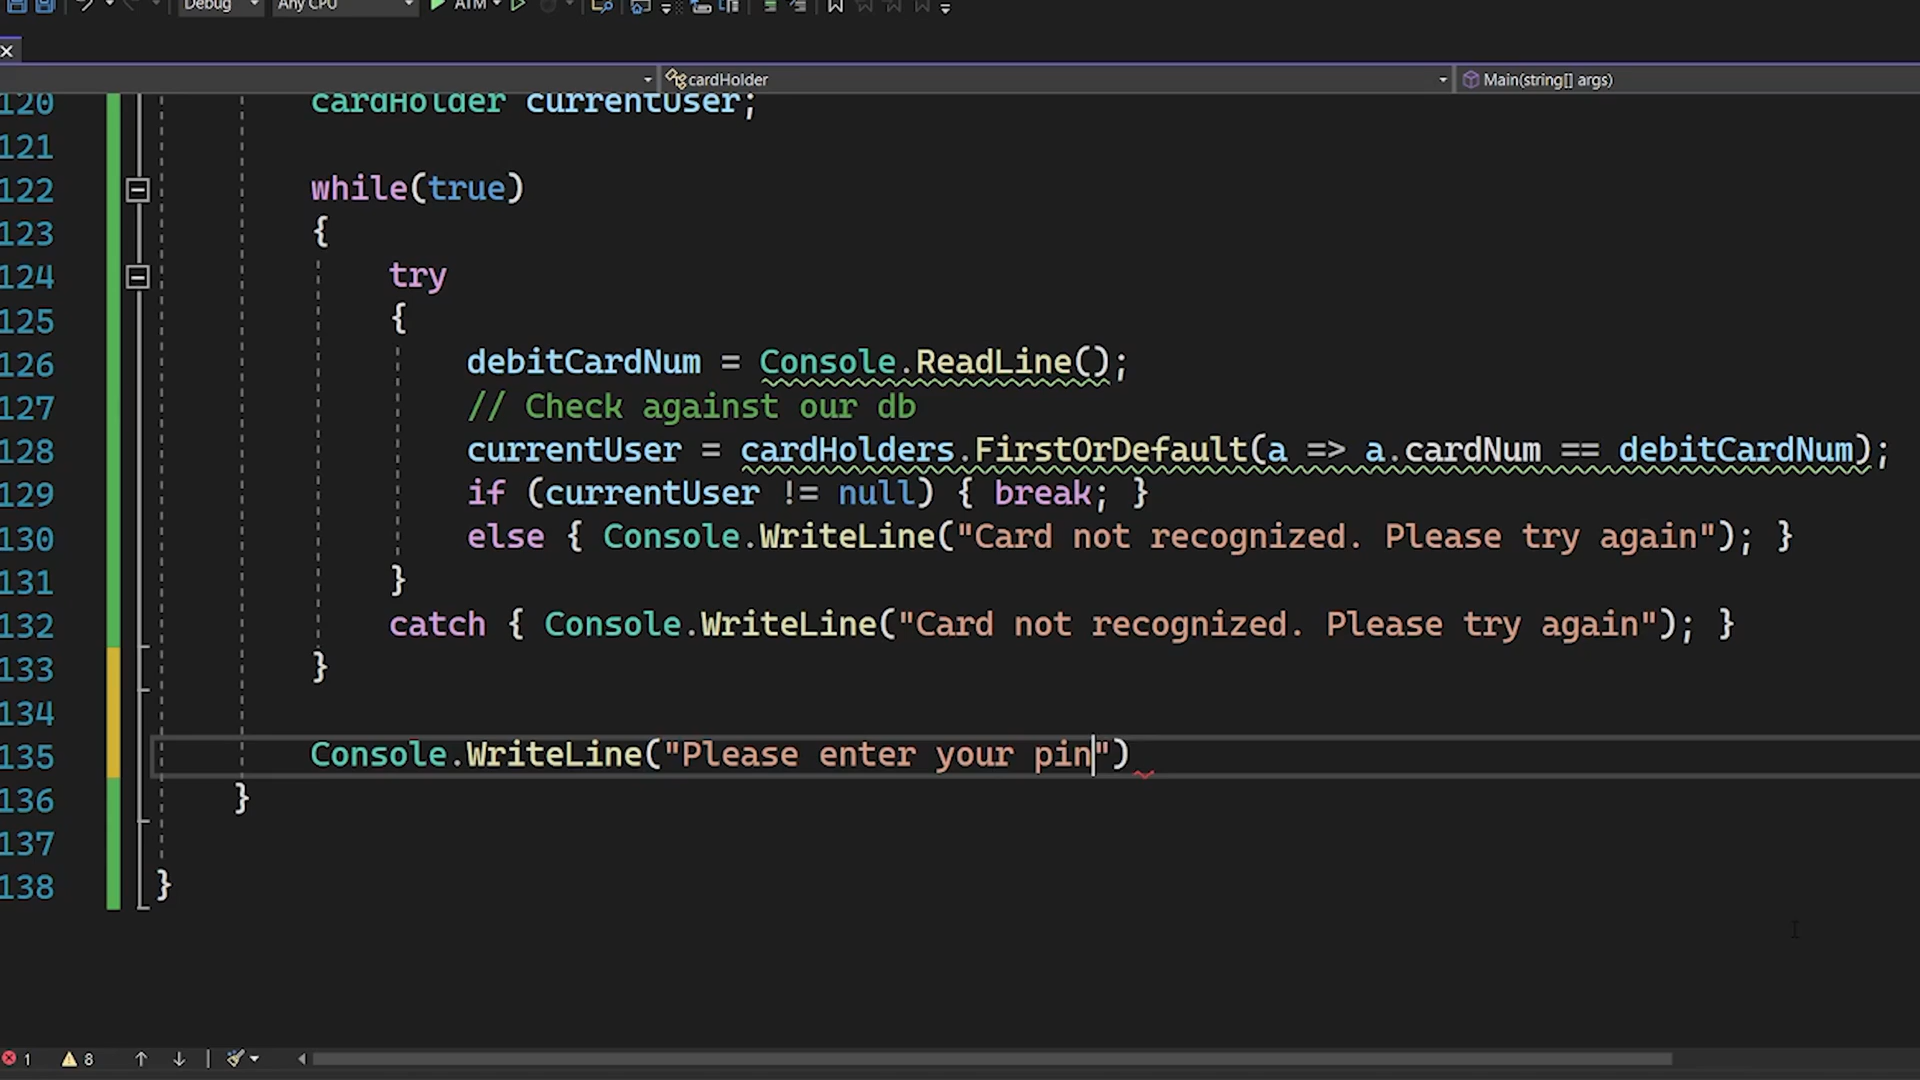 Debug Any CPU ATM
cardHolder Main(string[] args)
120 cardHolder currentUser;
121
122 while(true)
123 {
124 try
125 {
126 debitCardNum = Console.ReadLine();
127 // Check against our db
128 currentUser = cardHolders.FirstOrDefault(a => a.cardNum == debitCardNum);
129 if (currentUser != null) { break; }
130 else { Console.WriteLine("Card not recognized. Please try again"); }
131 }
132 catch { Console.WriteLine("Card not recognized. Please try again"); }
133 }
134
135 Console.WriteLine("Please enter your pin")
136 }
137
138 }
1 8